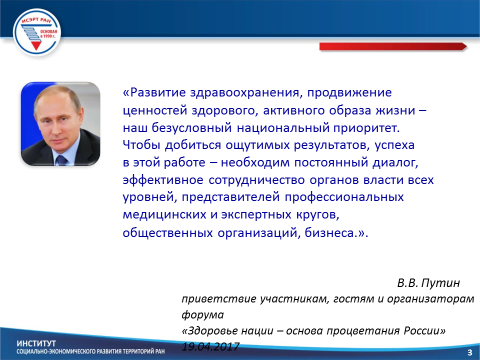 ИСЭРТ РАН
ОСНОВАН
в 1990 г.
«Развитие здравоохранения, продвижение
ценностей здорового, активного образа жизни –
наш безусловный национальный приоритет.
Чтобы добиться ощутимых результатов, успеха
в этой работе – необходим постоянный диалог,
эффективное сотрудничество органов власти всех
уровней, представителей профессиональных
медицинских и экспертных кругов,
общественных организаций, бизнеса.».
В.В. Путин
приветствие участникам, гостям и организаторам
форума
«Здоровье нации – основа процветания России»
19.04.2017
ИНСТИТУТ
СОЦИАЛЬНО-ЭКОНОМИЧЕСКОГО РАЗВИТИЯ ТЕРРИТОРИЙ РАН
3